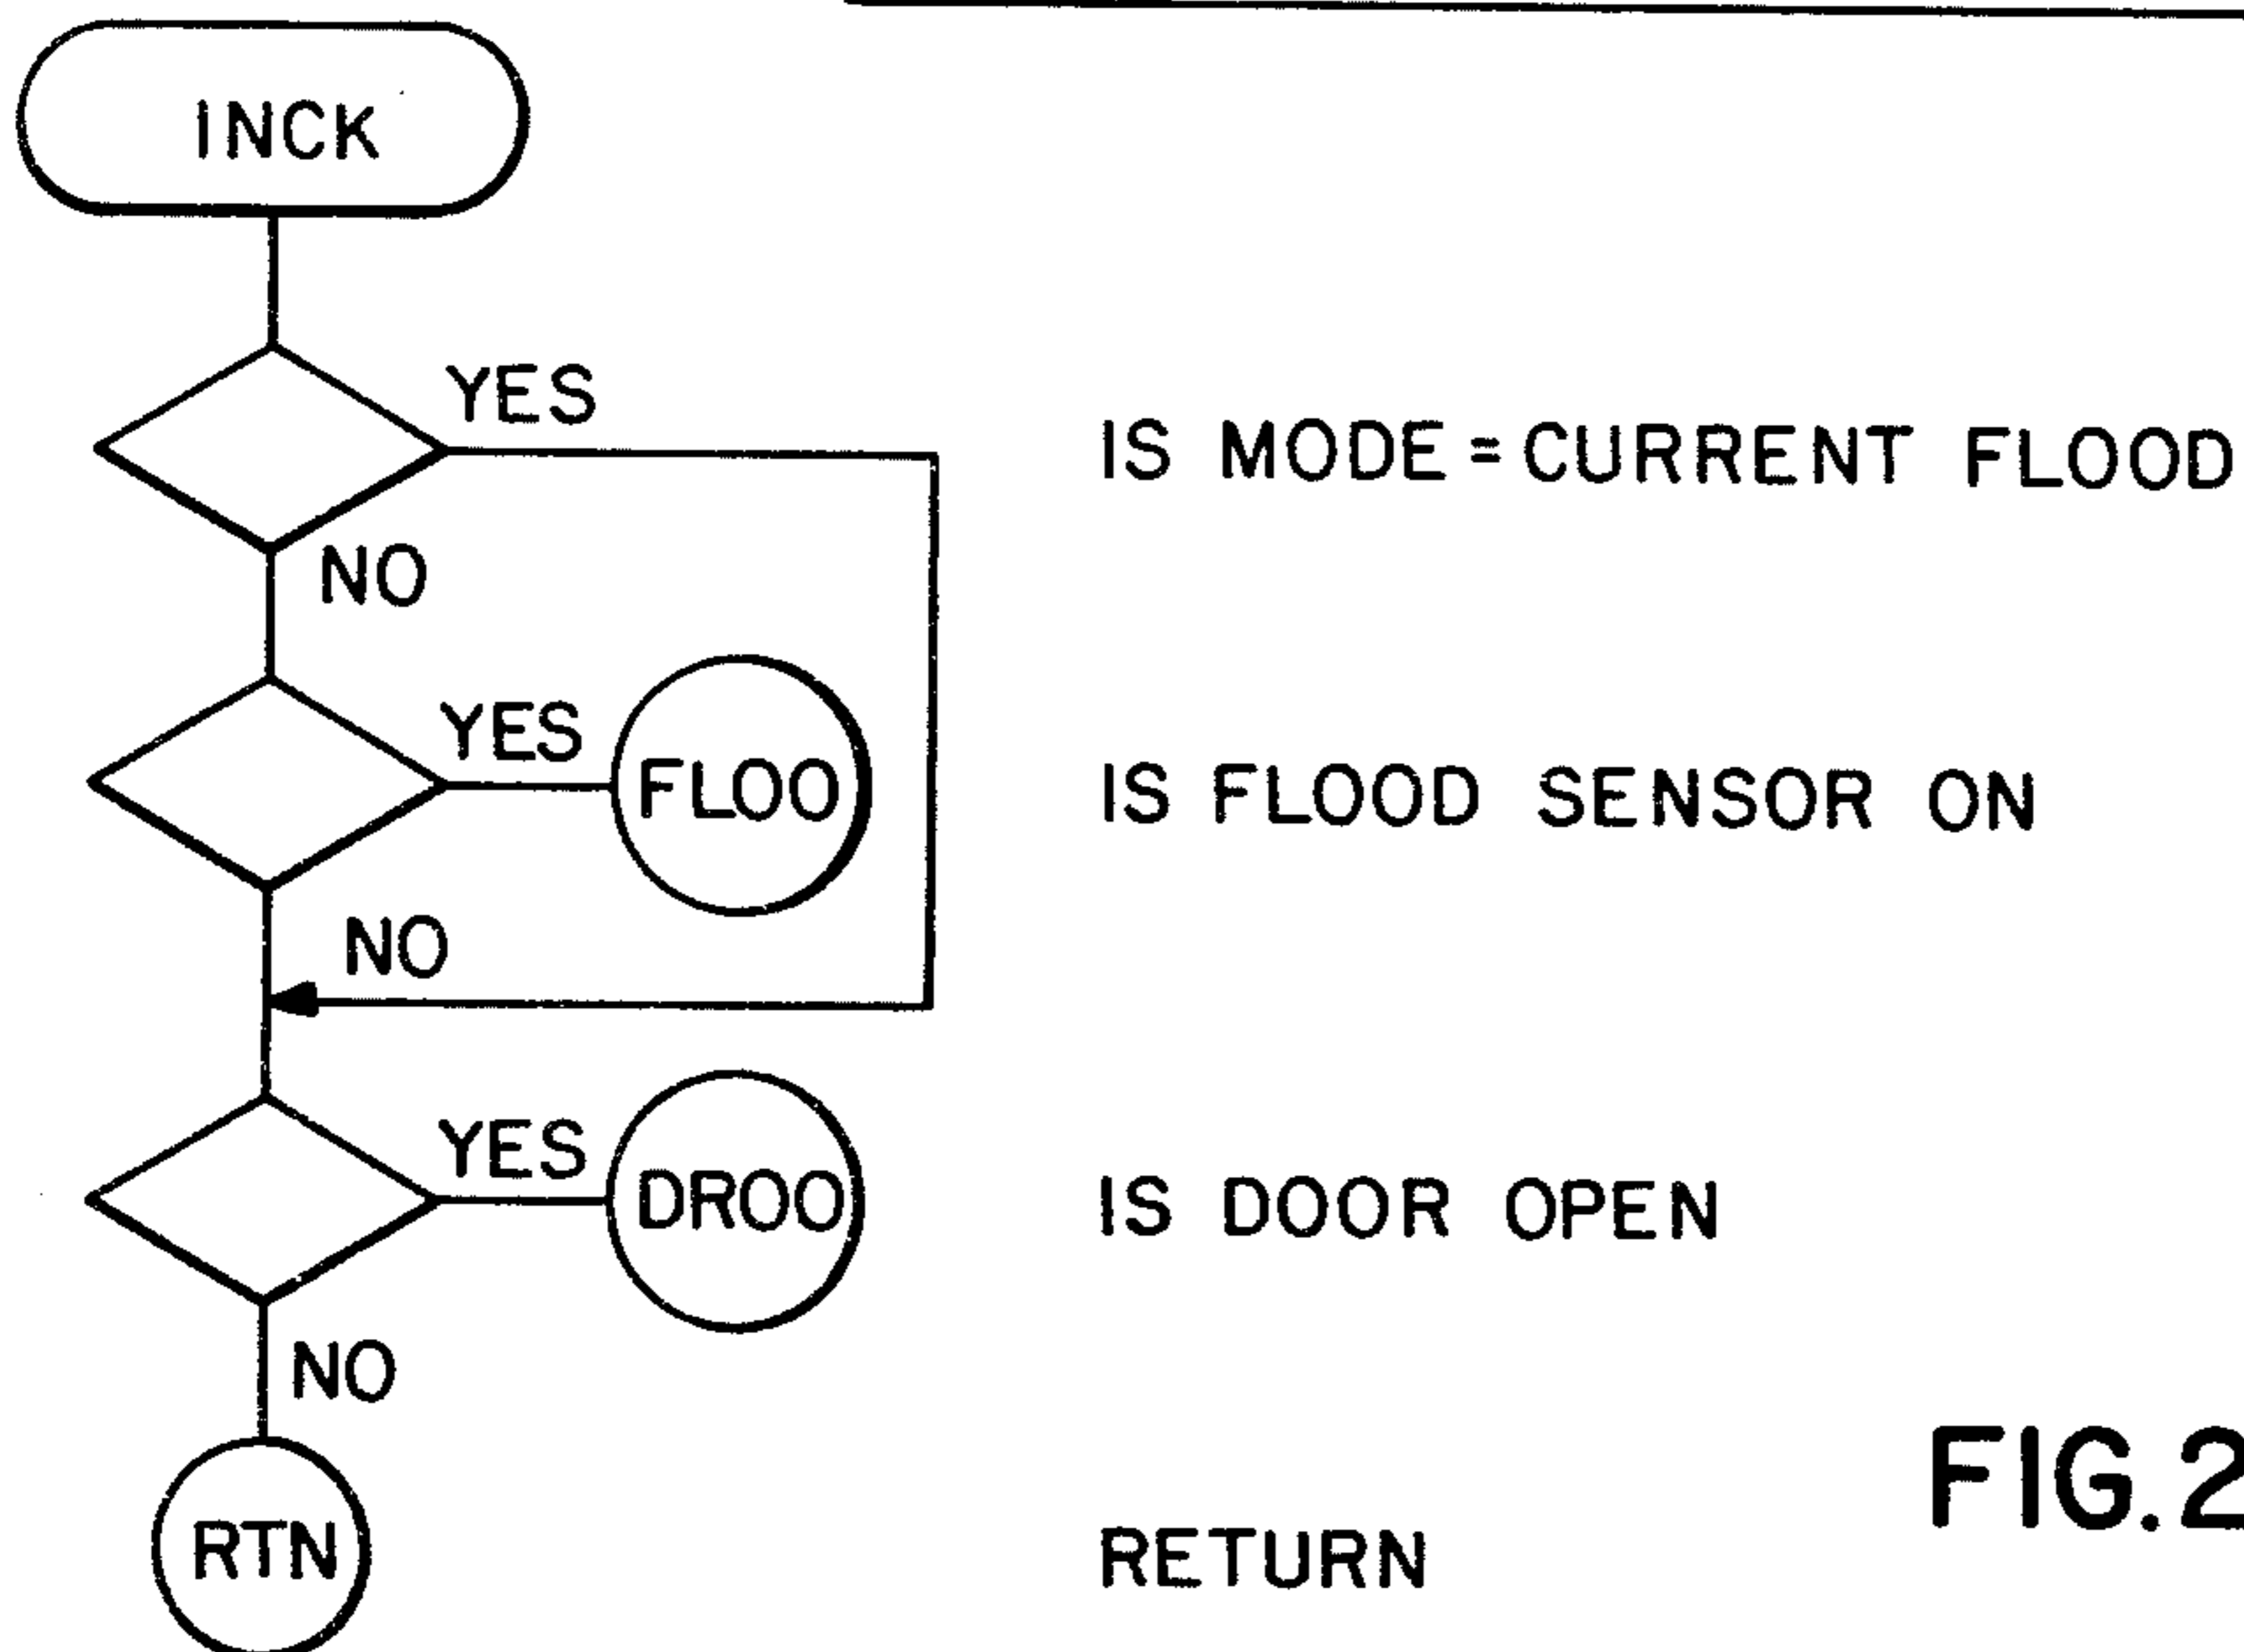 INCK
YES
IS MODE = CURRENT FLOOD
NO
YES
FLOO
IS FLOOD SENSOR ON
NO
YES
DROO
IS DOOR OPEN
NO
RTN
RETURN
FIG.2